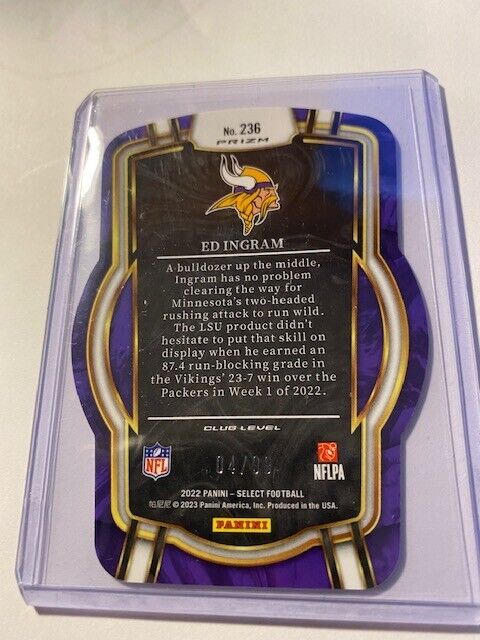 No. 236
PRIZM
ED INGRAM
A bulldozer up the middle,
Ingram has no problem
clearing the way for
Minnesota's two-headed
rushing attack to run wild.
The LSU product didn't
hesitate to put that skill on
display when he earned an
87.4 run-blocking grade in
the Vikings' 23-7 win over the
Packers in Week 1 of 2022.
CLUB LEVEL
NFL
NFLPA
2022 PANINI – SELECT FOOTBALL
帕尼尼 © 2023 Panini America, Inc. Produced in the USA.
PANINI